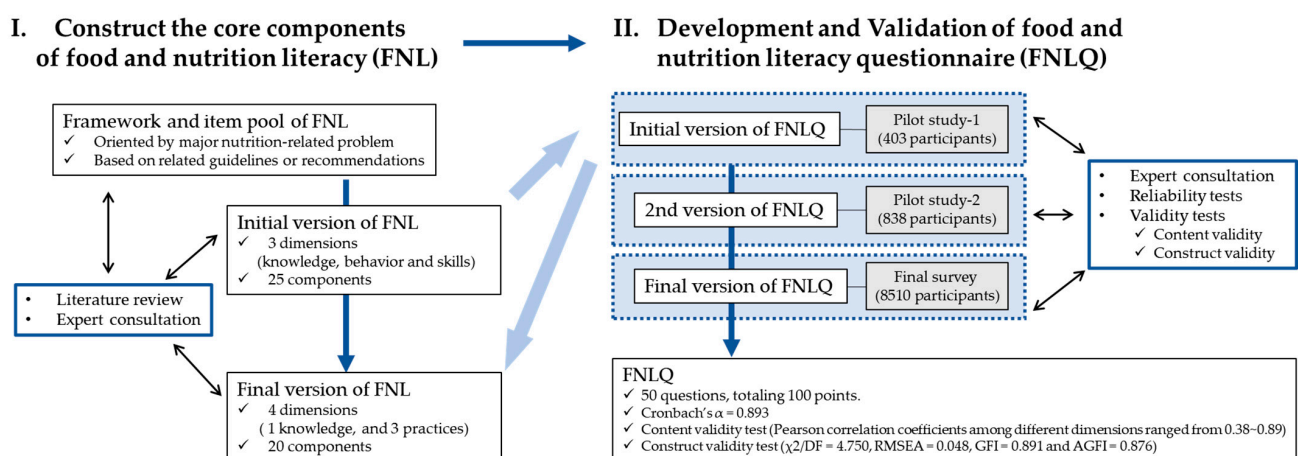 I. Construct the core components
of food and nutrition literacy (FNL)
II. Development and Validation of food and
nutrition literacy questionnaire (FNLQ)
Framework and item pool of FNL
✓ Oriented by major nutrition-related problem
✓ Based on related guidelines or recommendations
Initial version of FNL
✓ 3 dimensions
(knowledge, behavior and skills)
✓ 25 components
• Literature review
• Expert consultation
Final version of FNL
✓ 4 dimensions
( 1 knowledge, and 3 practices)
✓ 20 components
Initial version of FNLQ
Pilot study-1
(403 participants)
2nd version of FNLQ
Pilot study-2
(838 participants)
Final version of FNLQ
Final survey
(8510 participants)
• Expert consultation
• Reliability tests
• Validity tests
✓ Content validity
✓ Construct validity
FNLQ
✓ 50 questions, totaling 100 points.
✓ Cronbach's α = 0.893
✓ Content validity test (Pearson correlation coefficients among different dimensions ranged from 0.38~0.89)
✓ Construct validity test (χ2/DF = 4.750, RMSEA = 0.048, GFI = 0.891 and AGFI = 0.876)